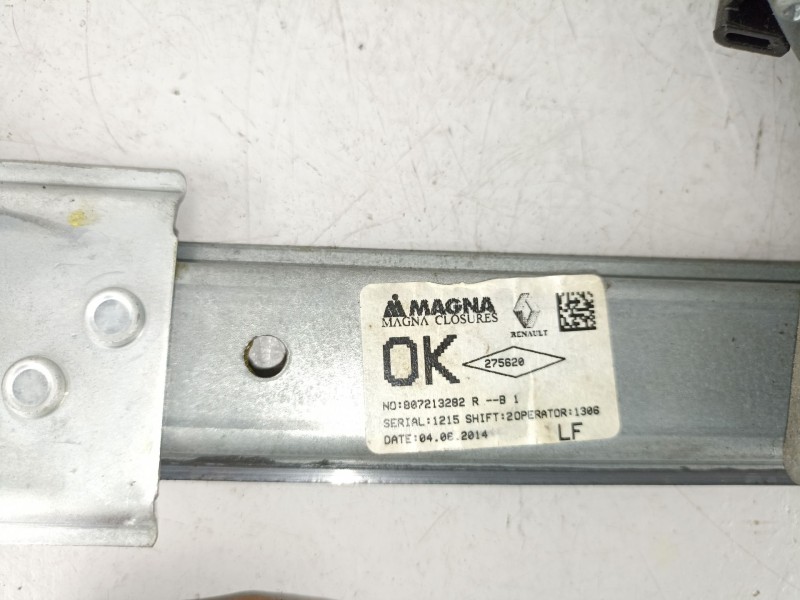 MAGNA
MAGNA CLOSURES
RENAULT
OK
275620
NO:807213282 R --B 1
SERIAL:1215 SHIFT:2OPERATOR:1306
DATE:04.06.2014
LF